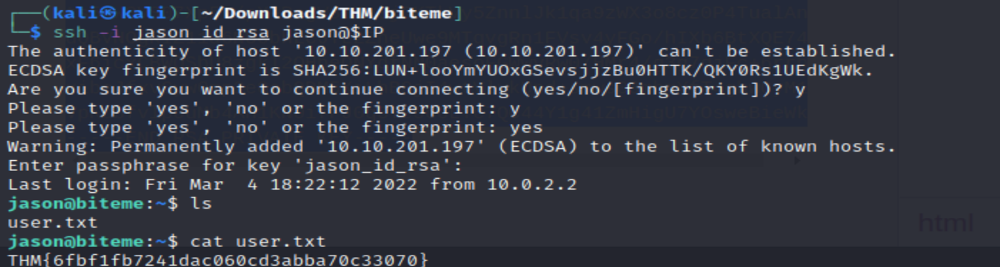 ┌──(kali㉿kali)-[~/Downloads/THM/biteme]
└─$ ssh -i jason_id_rsa jason@$IP
The authenticity of host '10.10.201.197 (10.10.201.197)' can't be established.
ECDSA key fingerprint is SHA256:LUN+looYmYUOxGSevsjjzBu0HTTK/QKY0Rs1UEdKgWk.
Are you sure you want to continue connecting (yes/no/[fingerprint])? y
Please type 'yes', 'no' or the fingerprint: y
Please type 'yes', 'no' or the fingerprint: yes
Warning: Permanently added '10.10.201.197' (ECDSA) to the list of known hosts.
Enter passphrase for key 'jason_id_rsa':
Last login: Fri Mar  4 18:22:12 2022 from 10.0.2.2
jason@biteme:~$ ls
user.txt
html
jason@biteme:~$ cat user.txt
THM{6fbf1fb7241dac060cd3abba70c33070}